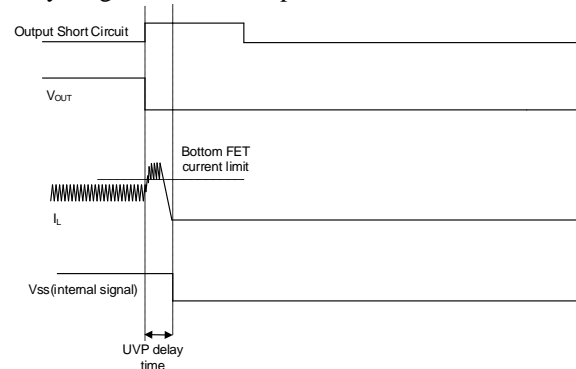 Output Short Circuit
VOUT
Bottom FET
current limit
IL
Vss(internal signal)
UVP delay
time